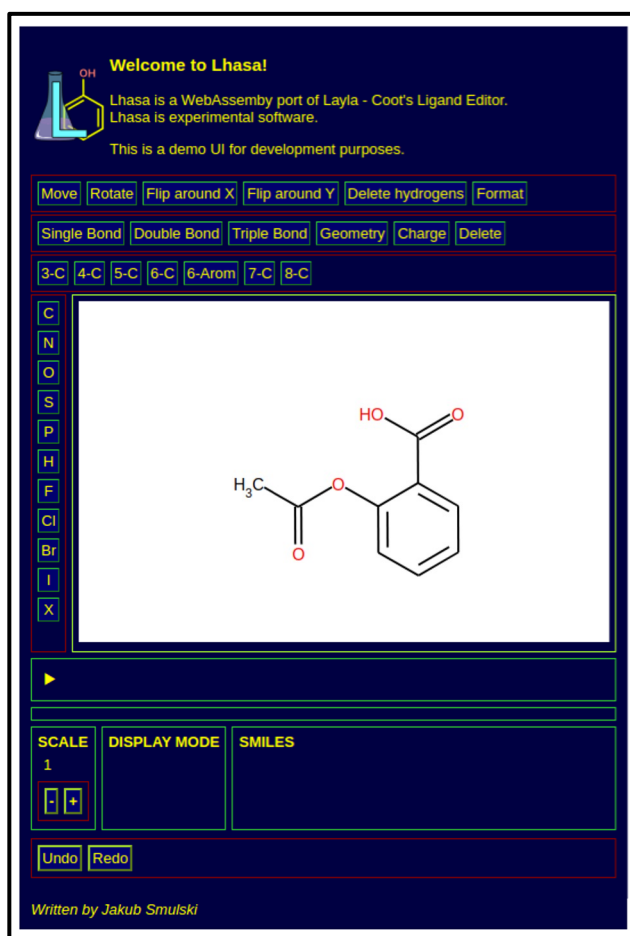 OH
Welcome to Lhasa!
Lhasa is a WebAssemby port of Layla - Coot's Ligand Editor.
Lhasa is experimental software.
This is a demo UI for development purposes.
Move Rotate Flip around X Flip around Y Delete hydrogens Format
Single Bond Double Bond Triple Bond Geometry Charge Delete
3-C 4-C 5-C 6-C 6-Arom 7-C 8-C
C
N
O
S
P
H
F
Cl
Br
I
X
HO O
H3C O
O
SCALE DISPLAY MODE SMILES
1
- +
Undo Redo
Written by Jakub Smulski